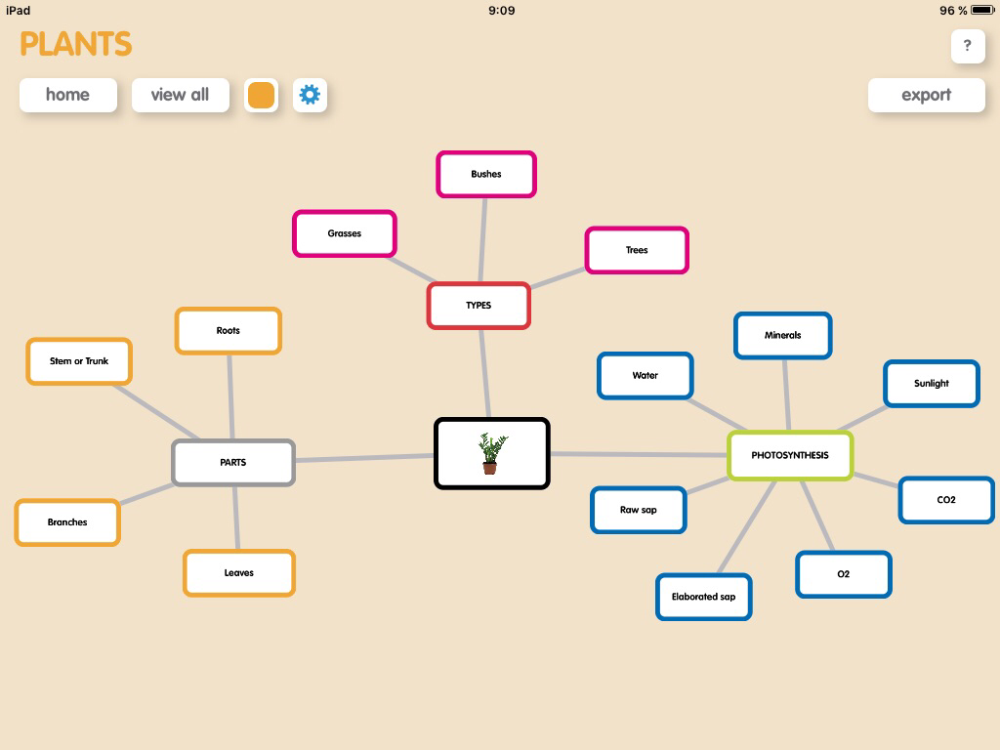 iPad
9:09
96 %
PLANTS
?
home
view all
export
Bushes
Grasses
Trees
TYPES
Roots
Stem or Trunk
PARTS
Branches
Leaves
Minerals
Water
Sunlight
PHOTOSYNTHESIS
Raw sap
CO2
O2
Elaborated sap